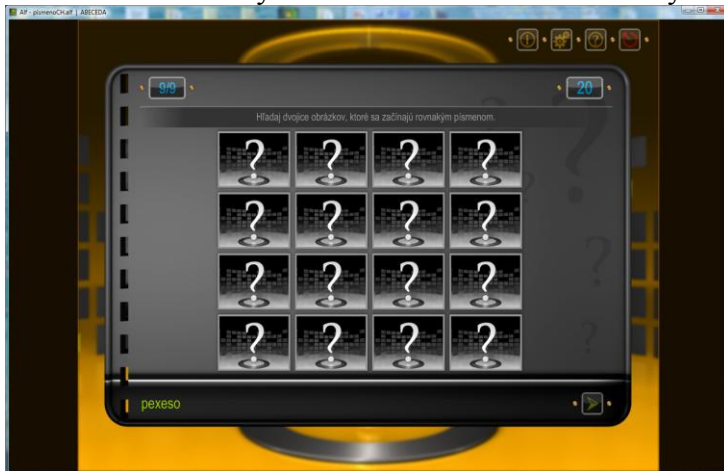 Alf - pismenoCH.alf | ABECEDA
9/9
20
Hľadaj dvojice obrázkov, ktoré sa začínajú rovnakým písmenom.
? ? ? ?
? ? ? ?
? ? ? ?
? ? ? ?
pexeso